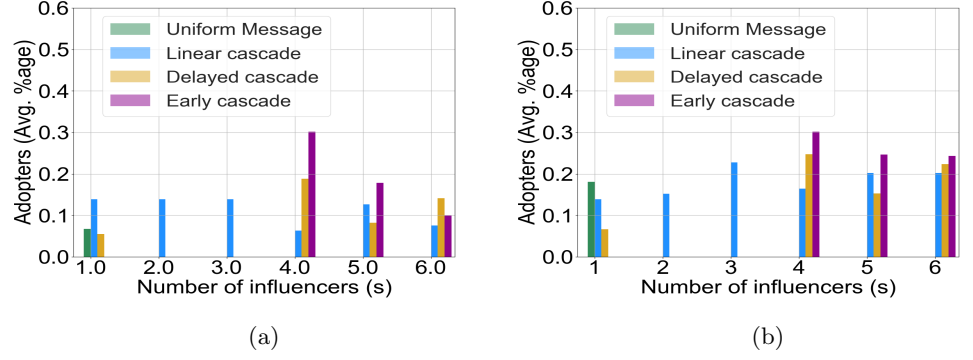 0.6
0.5
0.4
0.3
0.2
0.1
0.0
Adopters (Avg. %age)
Uniform Message
Linear cascade
Delayed cascade
Early cascade
1.0 2.0 3.0 4.0 5.0 6.0
Number of influencers (s)
(a)
0.6
0.5
0.4
0.3
0.2
0.1
0.0
Adopters (Avg. %age)
Uniform Message
Linear cascade
Delayed cascade
Early cascade
1 2 3 4 5 6
Number of influencers (s)
(b)